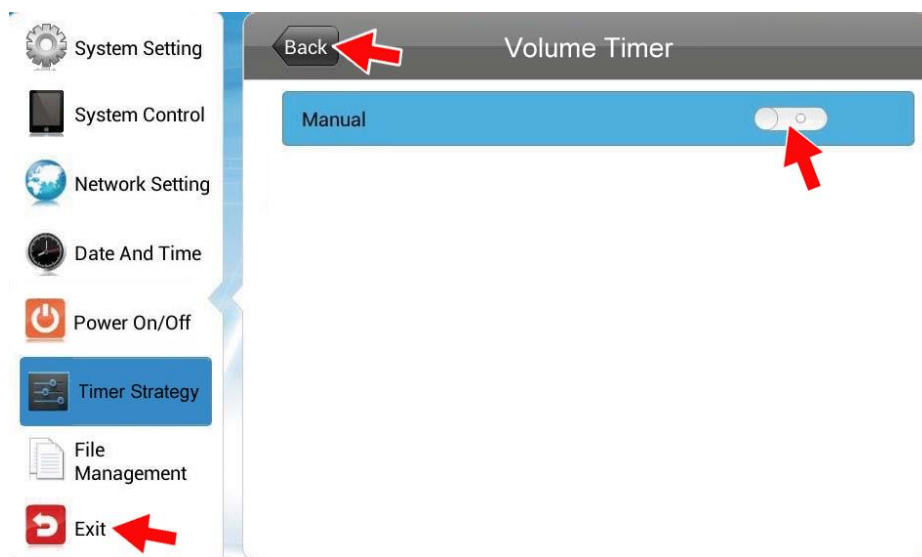 System Setting
System Control
Network Setting
Date And Time
Power On/Off
Timer Strategy
File
Management
Exit
Back
Volume Timer
Manual